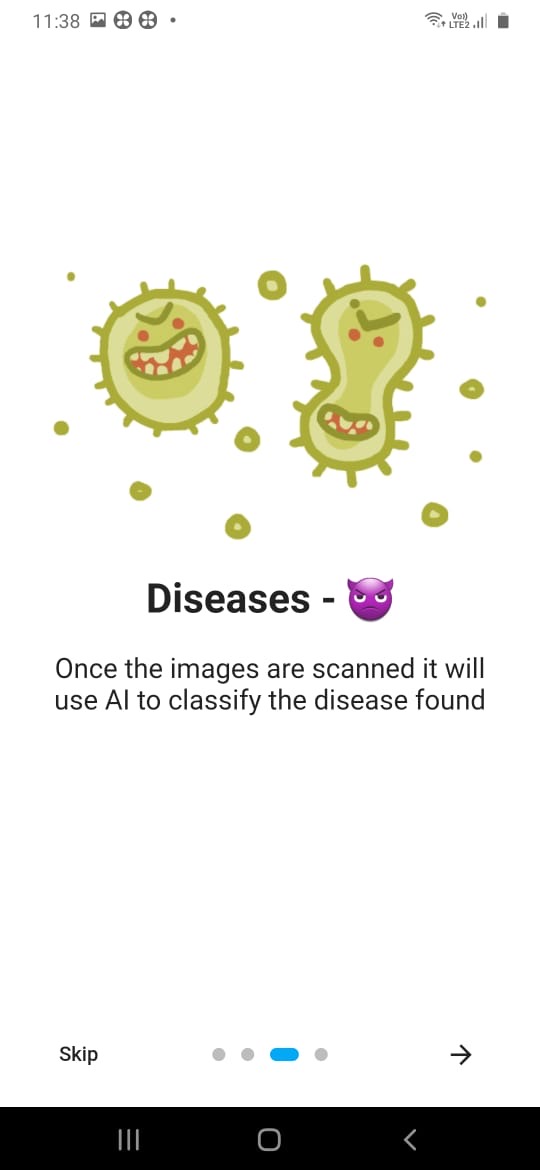 11:38
Vo)) LTE2
Diseases - 😈
Once the images are scanned it will
use AI to classify the disease found
Skip